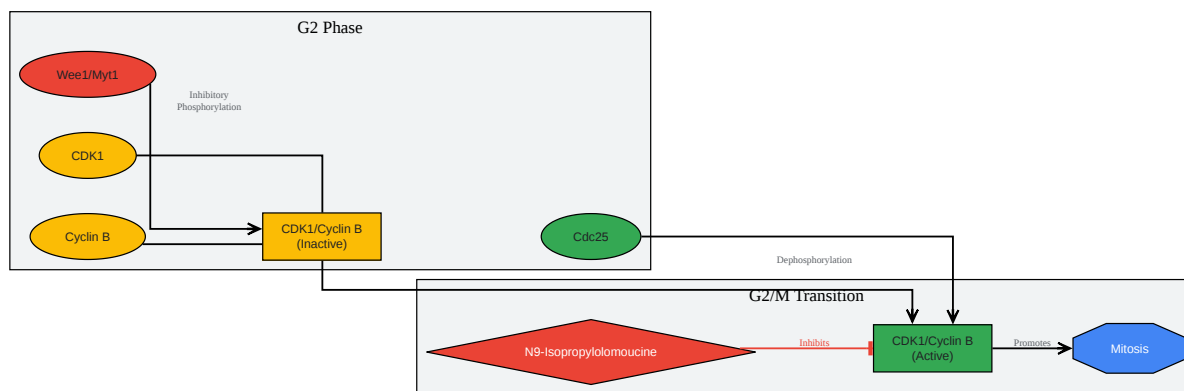 G2 Phase
Wee1/Myt1
Inhibitory
Phosphorylation
CDK1
Cyclin B
CDK1/Cyclin B
(Inactive)
Cdc25
Dephosphorylation
G2/M Transition
N9-Isopropylolomoucine
Inhibits
CDK1/Cyclin B
(Active)
Promotes
Mitosis